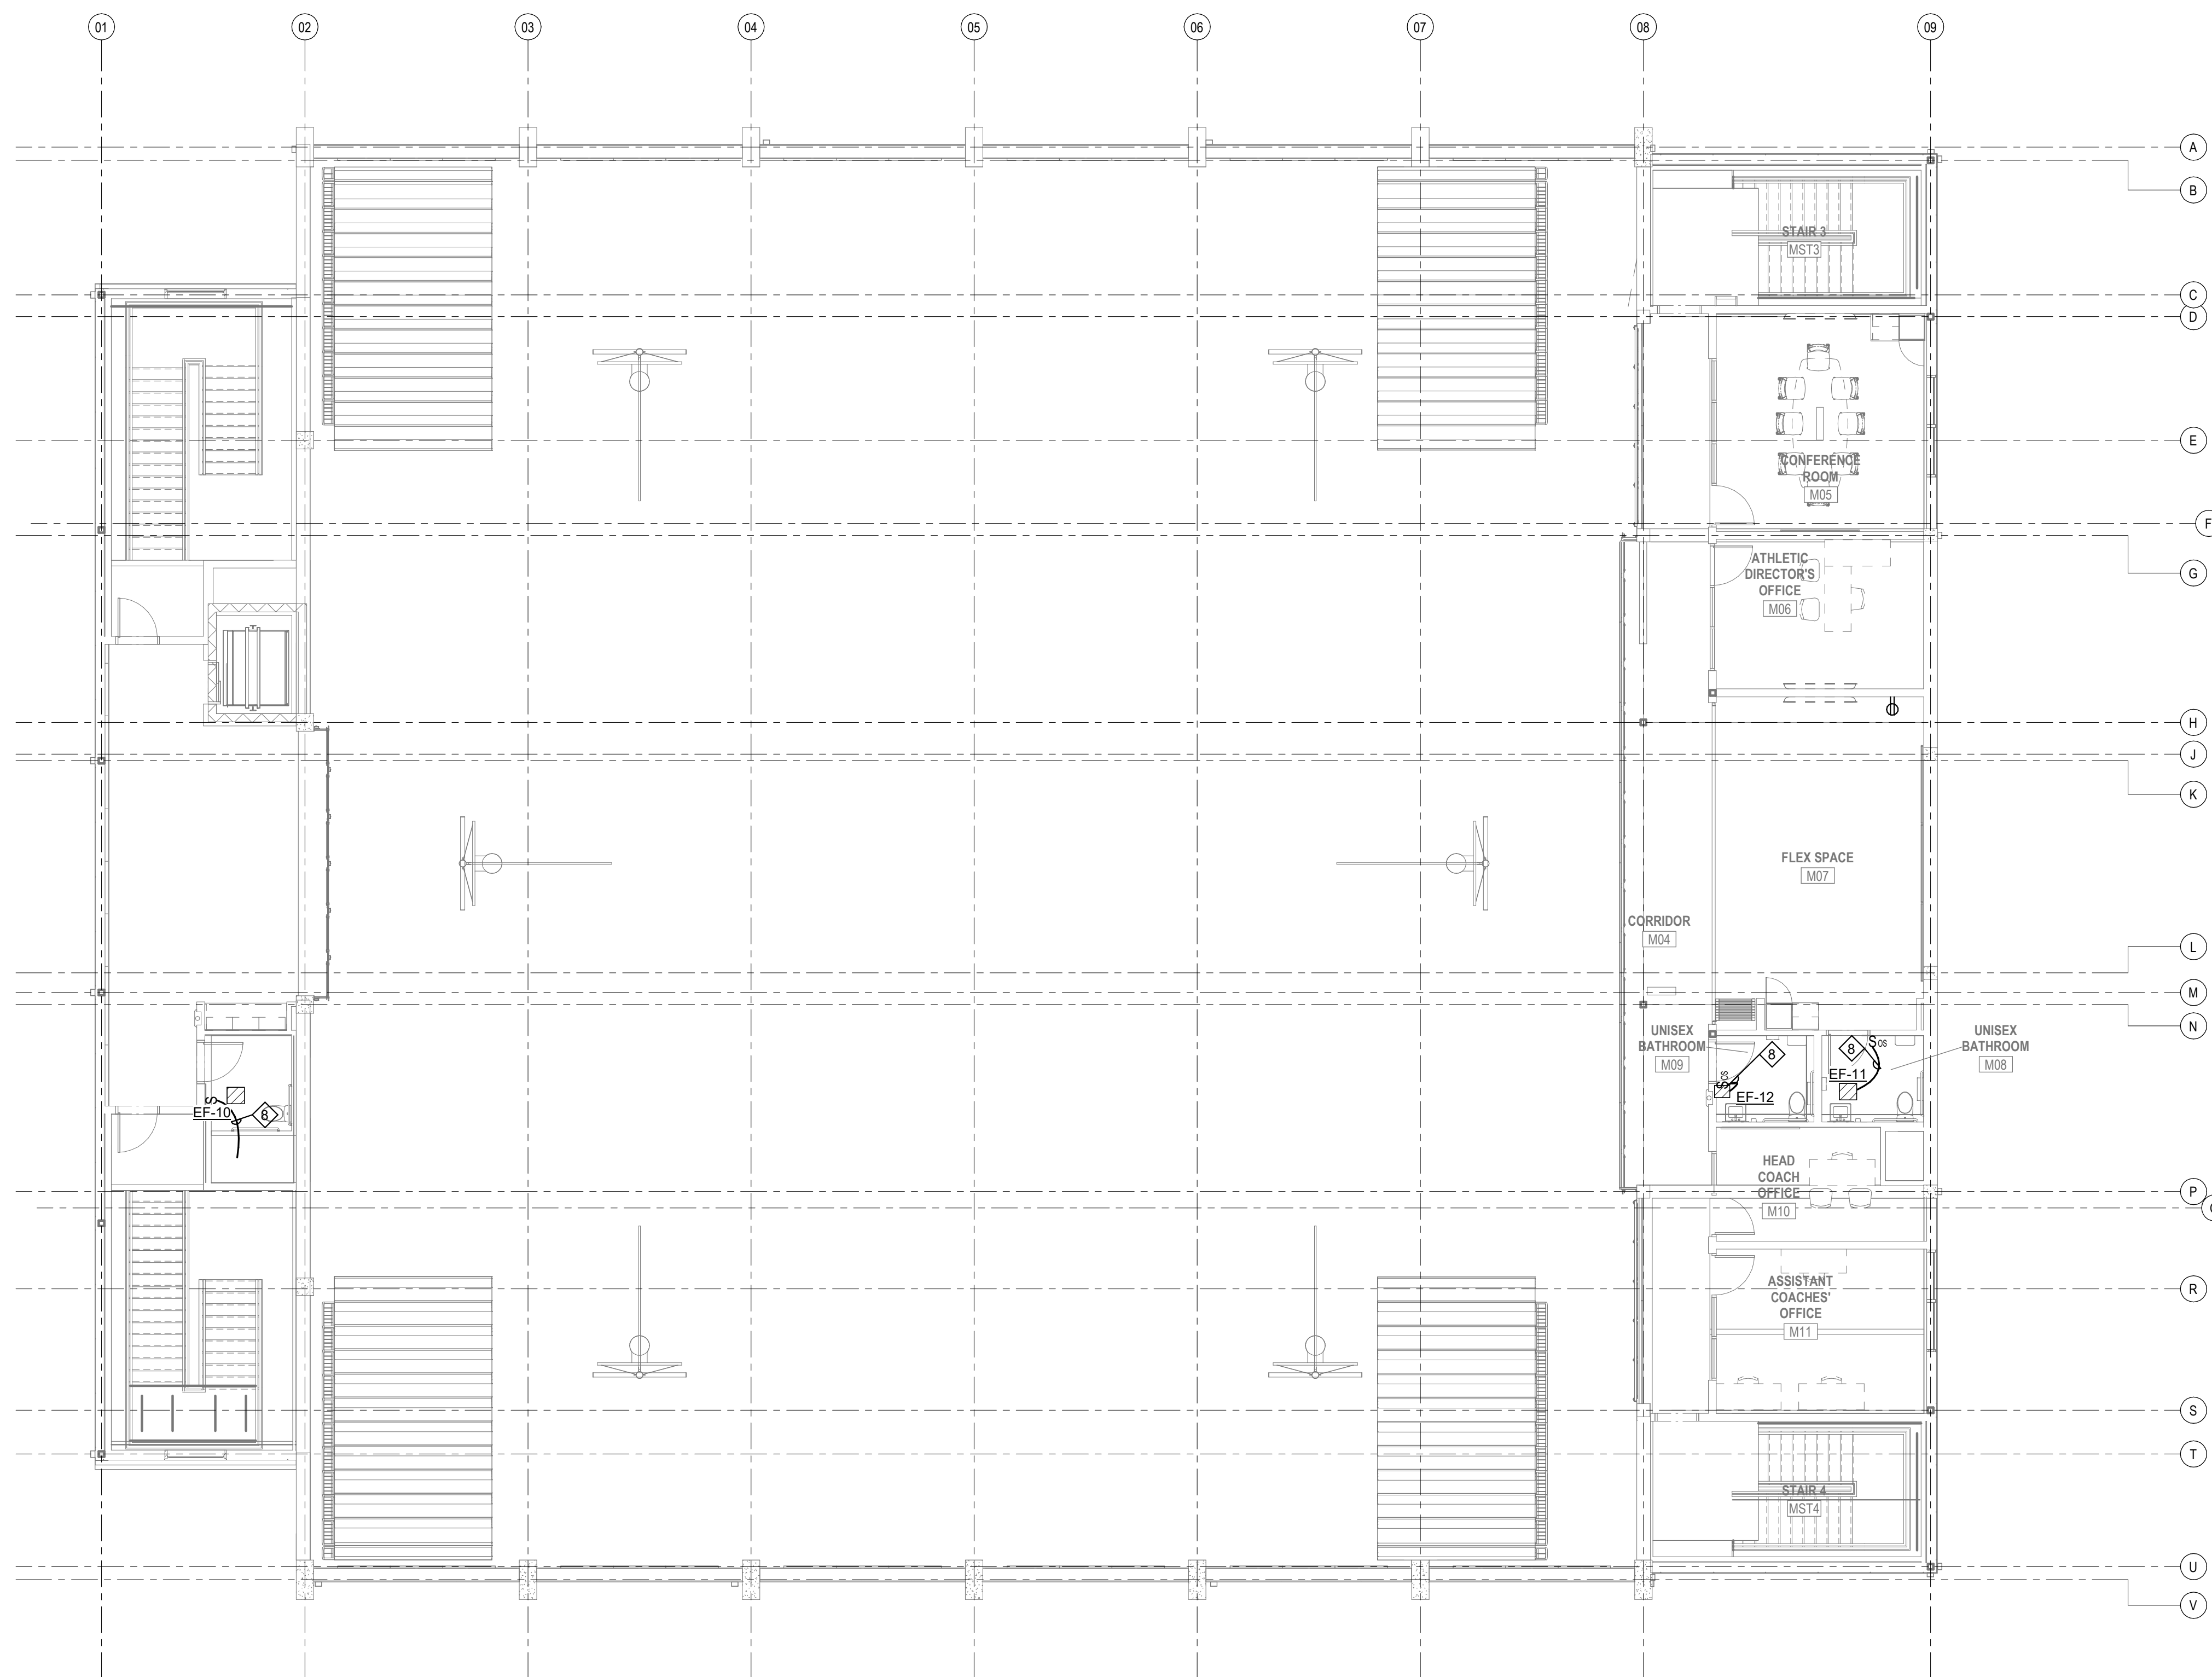 01
02
03
04
05
06
07
08
09
A
B
STAIR 3
MST3
C
D
E
CONFERENCE
ROOM
M05
F
ATHLETIC
DIRECTOR'S
OFFICE
M06
G
H
J
K
FLEX SPACE
M07
CORRIDOR
M04
L
M
N
UNISEX
BATHROOM
M09
UNISEX
BATHROOM
M08
8
SOS
EF-12
8
SOS
EF-11
S
EF-10
8
HEAD
COACH
OFFICE
M10
P
R
ASSISTANT
COACHES'
OFFICE
M11
S
T
STAIR 4
MST4
U
V